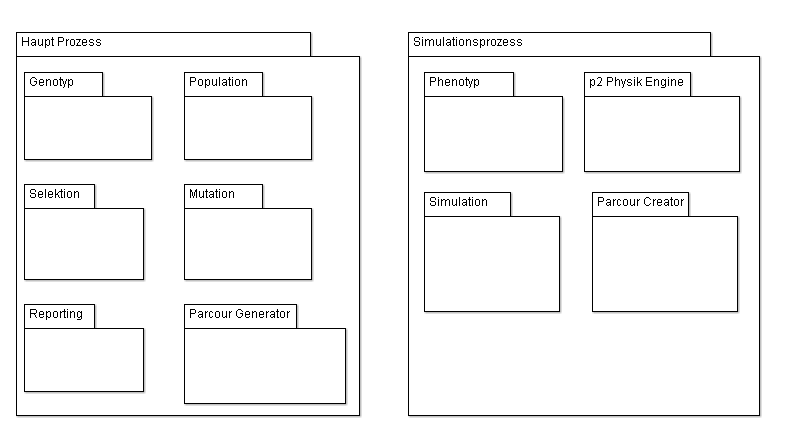 Haupt Prozess
Genotyp
Population
Selektion
Mutation
Reporting
Parcour Generator
Simulationsprozess
Phenotyp
p2 Physik Engine
Simulation
Parcour Creator